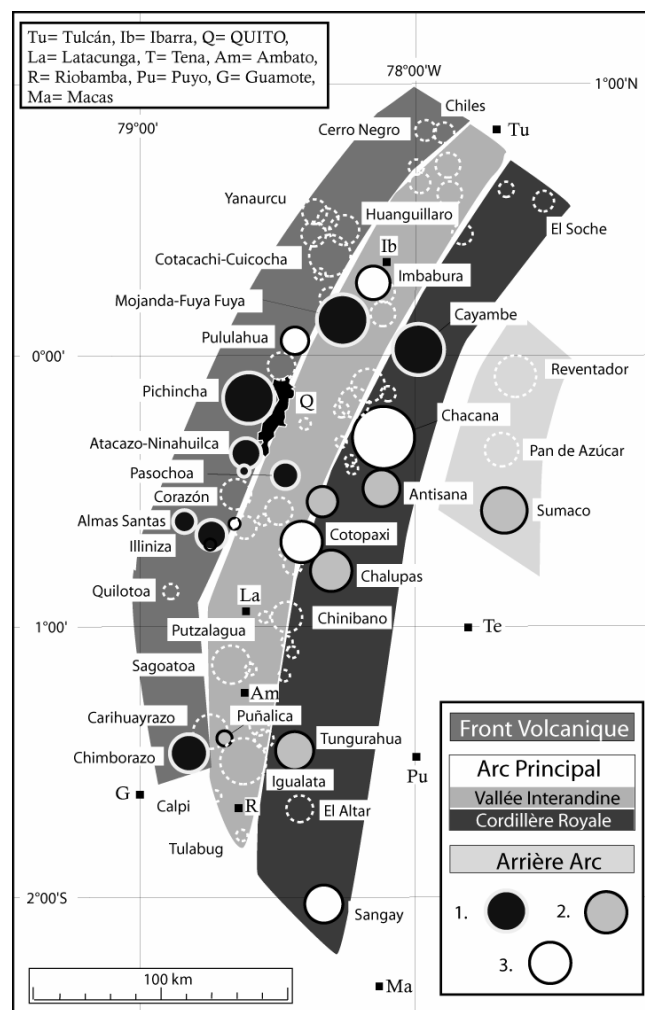 Tu= Tulcán, Ib= Ibarra, Q= QUITO,
La= Latacunga, T= Tena, Am= Ambato,
R= Riobamba, Pu= Puyo, G= Guamote,
Ma= Macas
78°00'W
1°00'N
79°00'
Chiles
Cerro Negro
Tu
Yanaurcu
Huanguillaro
El Soche
Ib
Cotacachi-Cuicocha
Imbabura
Mojanda-Fuya Fuya
Cayambe
Pululahua
0°00'
Reventador
Pichincha
Q
Chacana
Atacazo-Ninahuilca
Pan de Azúcar
Pasochoa
Corazón
Antisana
Almas Santas
Sumaco
Cotopaxi
Illiniza
Chalupas
Quilotoa
La
Chinibano
1°00'
Putzalagua
Te
Sagoatoa
Am
Carihuayrazo
Puñalica
Tungurahua
Front Volcanique
Chimborazo
Pu
Arc Principal
Igualata
G
Calpi
R
El Altar
Vallée Interandine
Cordillère Royale
Tulabug
Arrière Arc
2°00'S
Sangay
1.
2.
3.
100 km
Ma